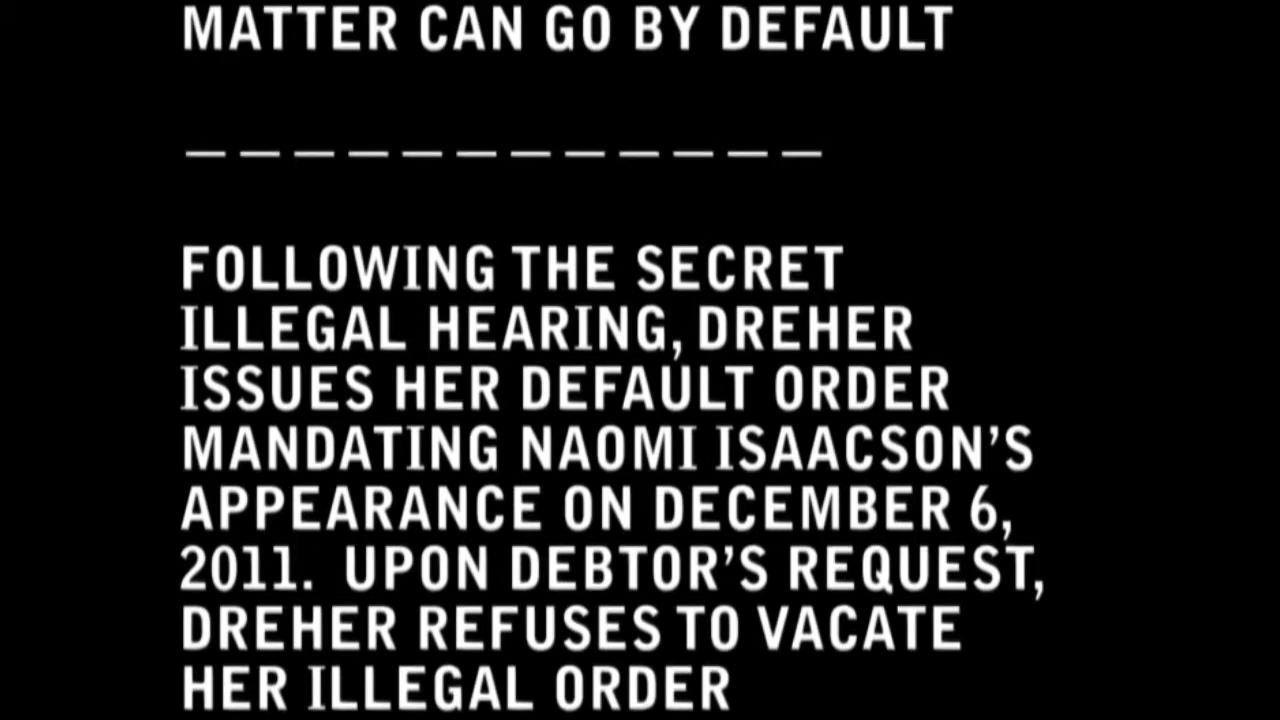 MATTER CAN GO BY DEFAULT
— — — — — — — — — — — —
FOLLOWING THE SECRET
ILLEGAL HEARING, DREHER
ISSUES HER DEFAULT ORDER
MANDATING NAOMI ISAACSON’S
APPEARANCE ON DECEMBER 6,
2011.  UPON DEBTOR’S REQUEST,
DREHER REFUSES TO VACATE
HER ILLEGAL ORDER